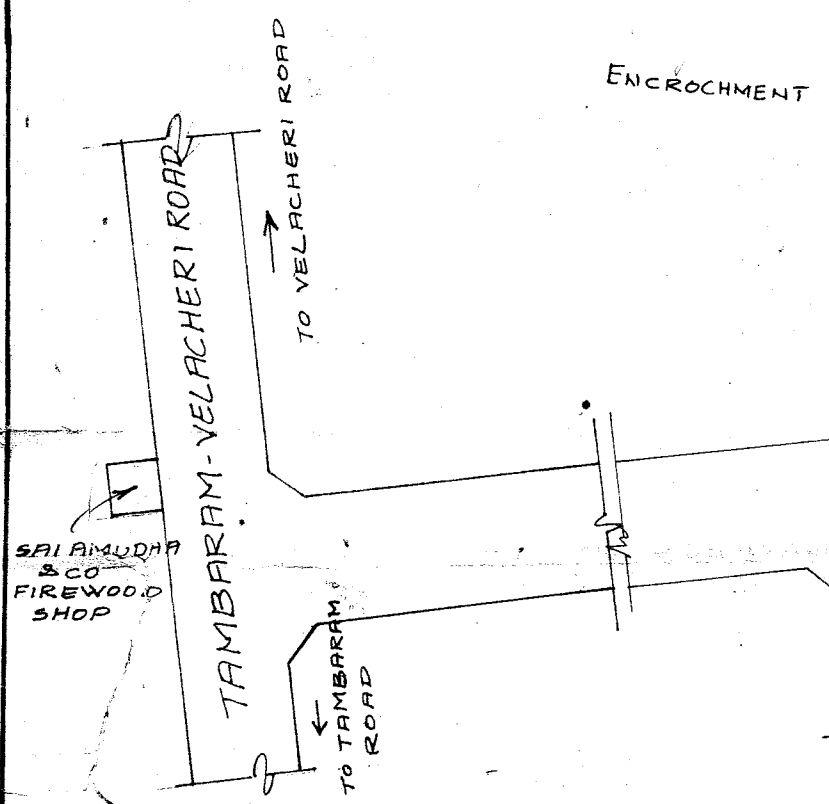 ENCROCHMENT
TO VELACHERI ROAD
TAMBARAM-VELACHERI ROAD
SAI AMUDHA
& CO
FIREWOOD
SHOP
TO TAMBARAM
ROAD